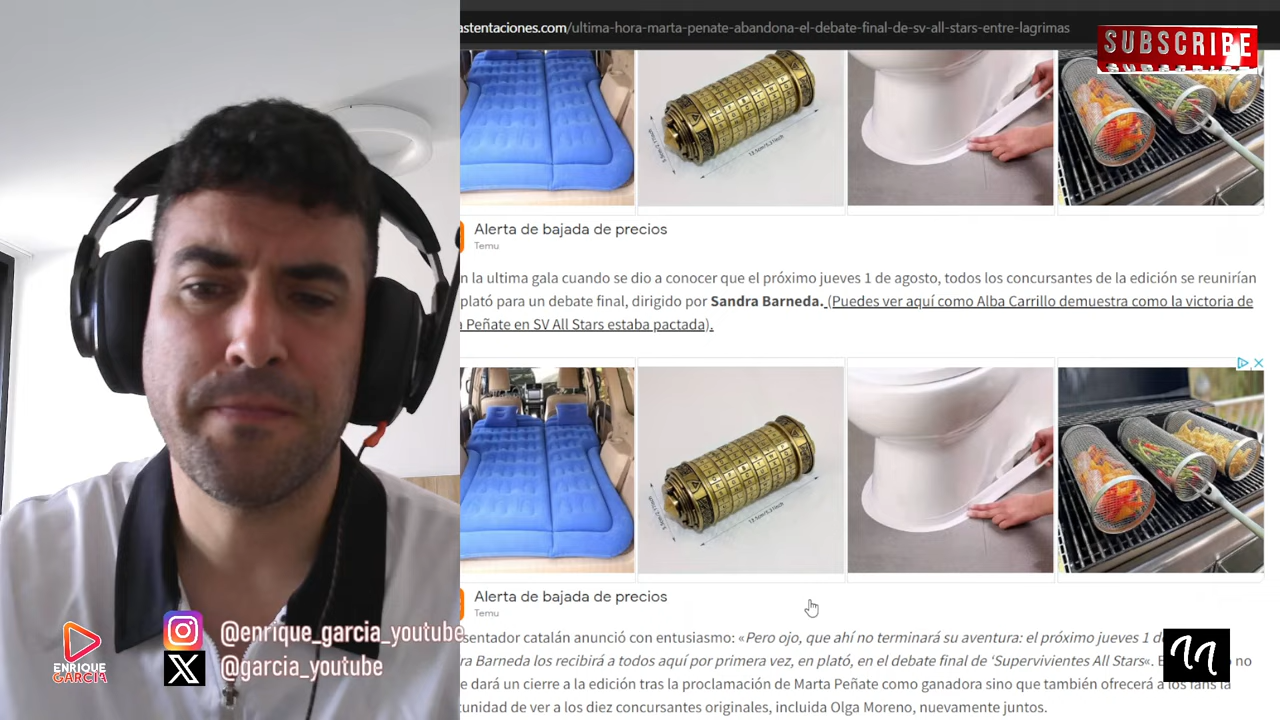 astentaciones.com/ultima-hora-marta-penate-abandona-el-debate-final-de-sv-all-stars-entre-lagrimas
SUBSCRIBE
Alerta de bajada de precios
Temu
n la ultima gala cuando se dio a conocer que el próximo jueves 1 de agosto, todos los concursantes de la edición se reunirían
plató para un debate final, dirigido por Sandra Barneda. (Puedes ver aquí como Alba Carrillo demuestra como la victoria de
Peñate en SV All Stars estaba pactada).
Alerta de bajada de precios
Temu
sentador catalán anunció con entusiasmo: «Pero ojo, que ahí no terminará su aventura: el próximo jueves 1 d
ra Barneda los recibirá a todos aquí por primera vez, en plató, en el debate final de 'Supervivientes All Stars«. E no
e dará un cierre a la edición tras la proclamación de Marta Peñate como ganadora sino que también ofrecerá a los fans la
tunidad de ver a los diez concursantes originales, incluida Olga Moreno, nuevamente juntos.
@enrique_garcia_youtube
@garcia_youtube
ENRIQUE
GARCIA